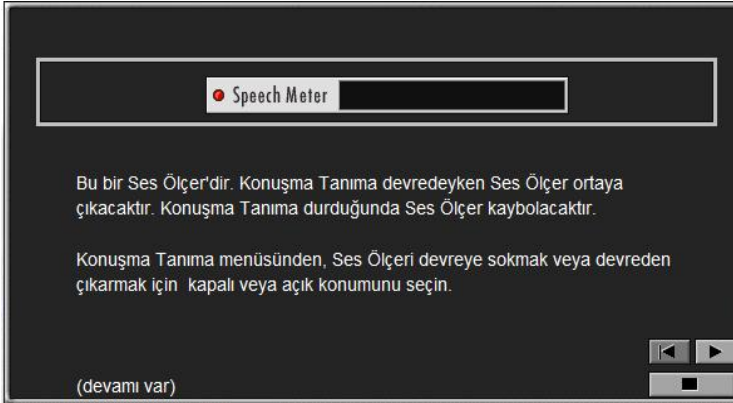 Speech Meter
Bu bir Ses Ölçer'dir. Konuşma Tanıma devredeyken Ses Ölçer ortaya
çıkacaktır. Konuşma Tanıma durduğunda Ses Ölçer kaybolacaktır.
Konuşma Tanıma menüsünden, Ses Ölçeri devreye sokmak veya devreden
çıkarmak için  kapalı veya açık konumunu seçin.
(devamı var)